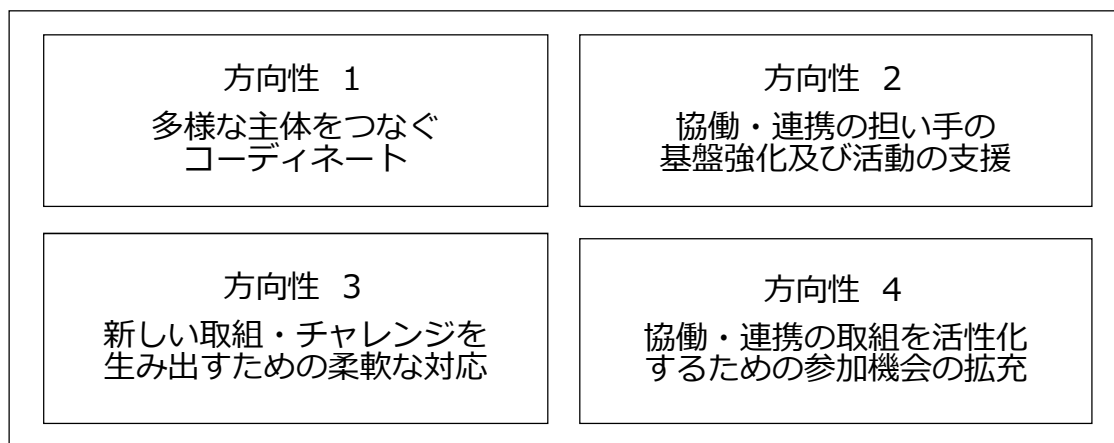 方向性 1
多様な主体をつなぐ
コーディネート
方向性 2
協働・連携の担い手の
基盤強化及び活動の支援
方向性 3
新しい取組・チャレンジを
生み出すための柔軟な対応
方向性 4
協働・連携の取組を活性化
するための参加機会の拡充